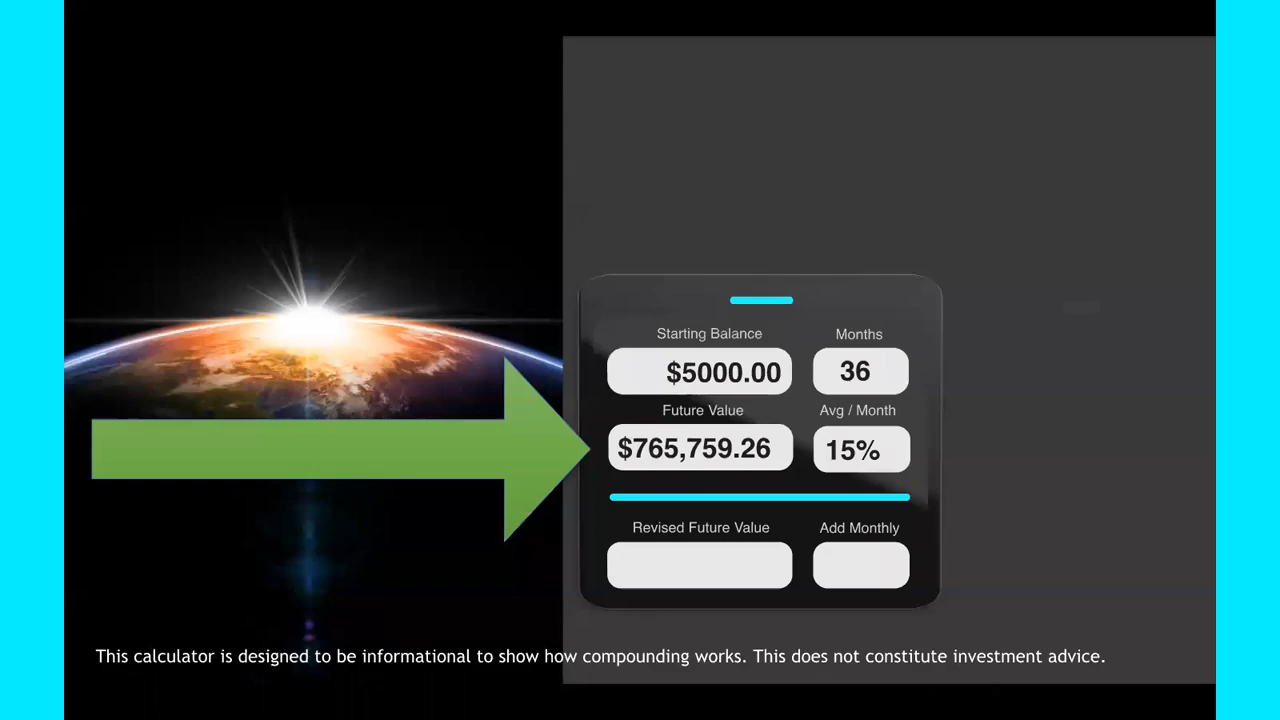 Starting Balance Months
$5000.00 36
Future Value Avg / Month
$765,759.26 15%
Revised Future Value Add Monthly
This calculator is designed to be informational to show how compounding works. This does not constitute investment advice.